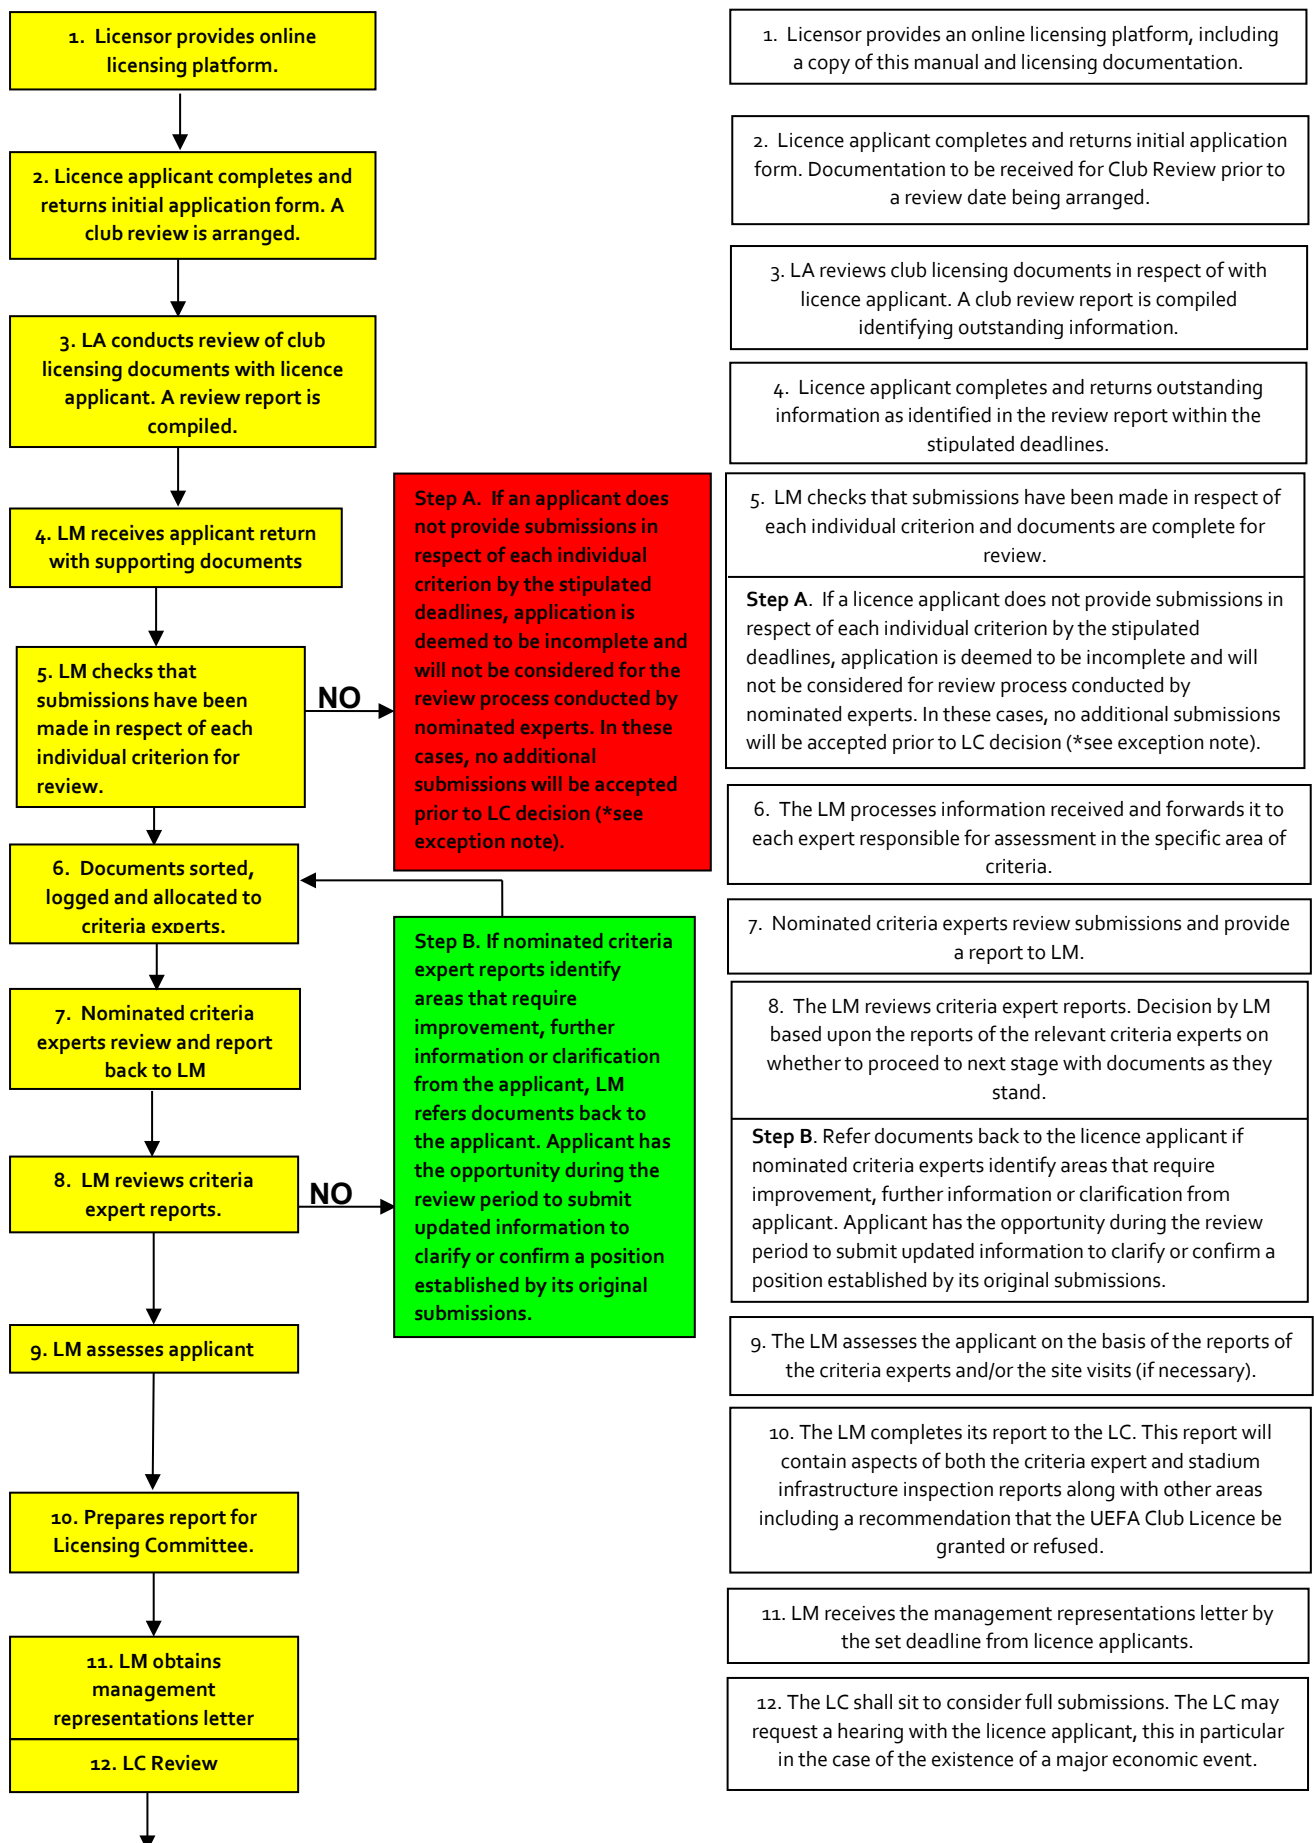 1. Licensor provides online
licensing platform.
2. Licence applicant completes and
returns initial application form. A
club review is arranged.
3. LA conducts review of club
licensing documents with licence
applicant. A review report is
compiled.
4. LM receives applicant return
with supporting documents
5. LM checks that
submissions have been
made in respect of each
individual criterion for
review.
NO
Step A. If an applicant does
not provide submissions in
respect of each individual
criterion by the stipulated
deadlines, application is
deemed to be incomplete and
will not be considered for the
review process conducted by
nominated experts. In these
cases, no additional
submissions will be accepted
prior to LC decision (*see
exception note).
6. Documents sorted,
logged and allocated to
criteria experts.
7. Nominated criteria
experts review and report
back to LM
8. LM reviews criteria
expert reports.
NO
Step B. If nominated criteria
expert reports identify
areas that require
improvement, further
information or clarification
from the applicant, LM
refers documents back to
the applicant. Applicant has
the opportunity during the
review period to submit
updated information to
clarify or confirm a position
established by its original
submissions.
9. LM assesses applicant
10. Prepares report for
Licensing Committee.
11. LM obtains
management
representations letter
12. LC Review
1. Licensor provides an online licensing platform, including
a copy of this manual and licensing documentation.
2. Licence applicant completes and returns initial application
form. Documentation to be received for Club Review prior to
a review date being arranged.
3. LA reviews club licensing documents in respect of with
licence applicant. A club review report is compiled
identifying outstanding information.
4. Licence applicant completes and returns outstanding
information as identified in the review report within the
stipulated deadlines.
5. LM checks that submissions have been made in respect of
each individual criterion and documents are complete for
review.
Step A. If a licence applicant does not provide submissions in
respect of each individual criterion by the stipulated
deadlines, application is deemed to be incomplete and will
not be considered for review process conducted by
nominated experts. In these cases, no additional submissions
will be accepted prior to LC decision (*see exception note).
6. The LM processes information received and forwards it to
each expert responsible for assessment in the specific area of
criteria.
7. Nominated criteria experts review submissions and provide
a report to LM.
8. The LM reviews criteria expert reports. Decision by LM
based upon the reports of the relevant criteria experts on
whether to proceed to next stage with documents as they
stand.
Step B. Refer documents back to the licence applicant if
nominated criteria experts identify areas that require
improvement, further information or clarification from
applicant. Applicant has the opportunity during the review
period to submit updated information to clarify or confirm a
position established by its original submissions.
9. The LM assesses the applicant on the basis of the reports of
the criteria experts and/or the site visits (if necessary).
10. The LM completes its report to the LC. This report will
contain aspects of both the criteria expert and stadium
infrastructure inspection reports along with other areas
including a recommendation that the UEFA Club Licence be
granted or refused.
11. LM receives the management representations letter by
the set deadline from licence applicants.
12. The LC shall sit to consider full submissions. The LC may
request a hearing with the licence applicant, this in particular
in the case of the existence of a major economic event.